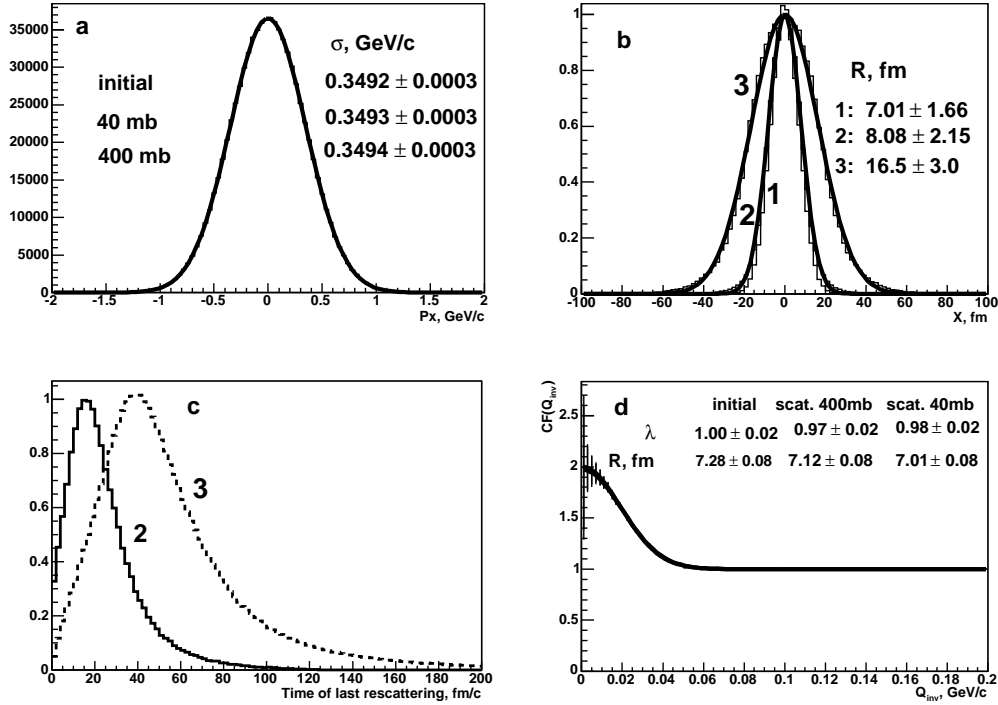 a
σ, GeV/c
initial
0.3492 ± 0.0003
40 mb
0.3493 ± 0.0003
400 mb
0.3494 ± 0.0003
35000
30000
25000
20000
15000
10000
5000
0
-2 -1.5 -1 -0.5 0 0.5 1 1.5 2
Px, GeV/c
b
R, fm
1: 7.01 ± 1.66
2: 8.08 ± 2.15
3: 16.5 ± 3.0
3
2
1
1
0.8
0.6
0.4
0.2
0
-100 -80 -60 -40 -20 0 20 40 60 80 100
X, fm
c
3
2
1
0.8
0.6
0.4
0.2
0
0 20 40 60 80 100 120 140 160 180 200
Time of last rescattering, fm/c
CF(Q_inv)
d
initial scat. 400mb scat. 40mb
λ 1.00 ± 0.02 0.97 ± 0.02 0.98 ± 0.02
R, fm 7.28 ± 0.08 7.12 ± 0.08 7.01 ± 0.08
2.5
2
1.5
1
0.5
0
0 0.02 0.04 0.06 0.08 0.1 0.12 0.14 0.16 0.18 0.2
Q_inv, GeV/c